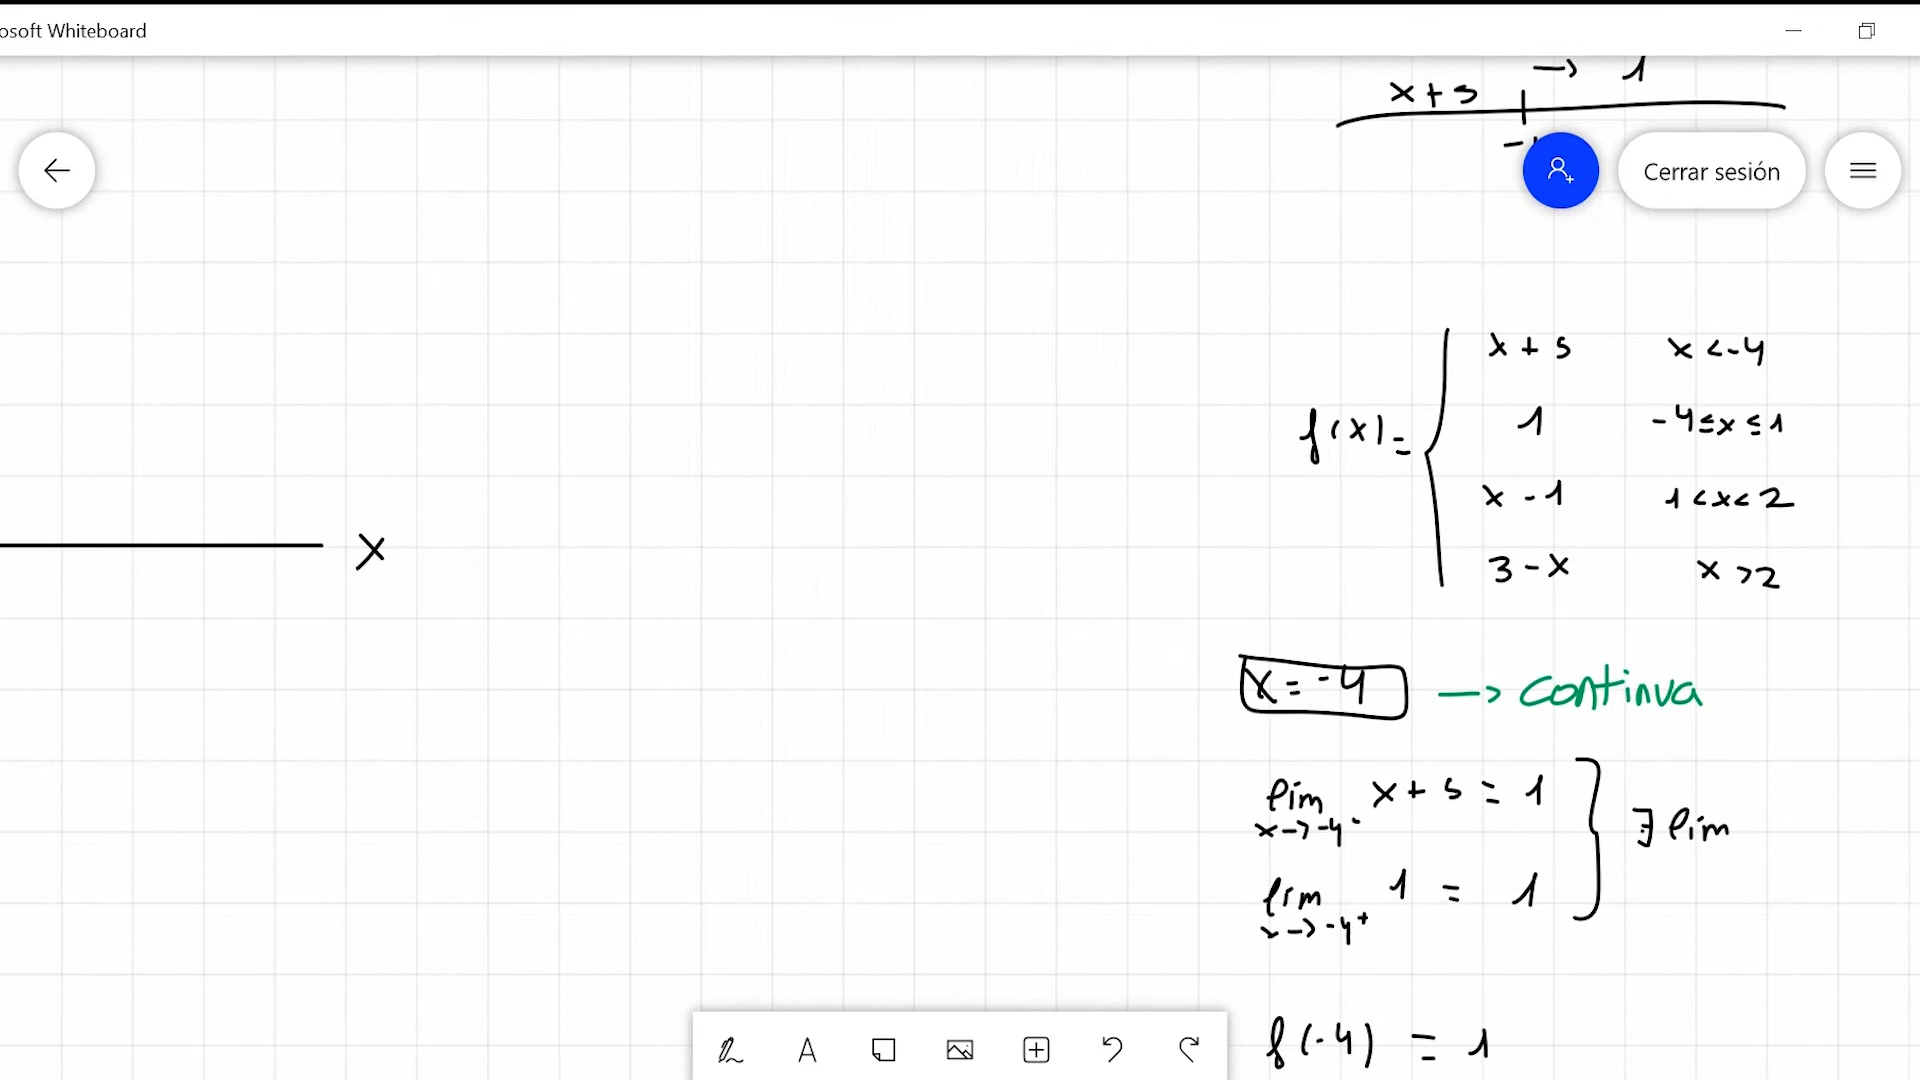 osoft Whiteboard
→ 1
x+5
Cerrar sesión
x + 5 x < -4
1 -4 ≤ x ≤ 1
f(x) =
x - 1 1 < x < 2
3 - x x > 2
x = -4 → continua
lim x + 5 = 1
x → -4⁻
∃ lim
lim 1 = 1
x → -4⁺
A
f(-4) = 1
x